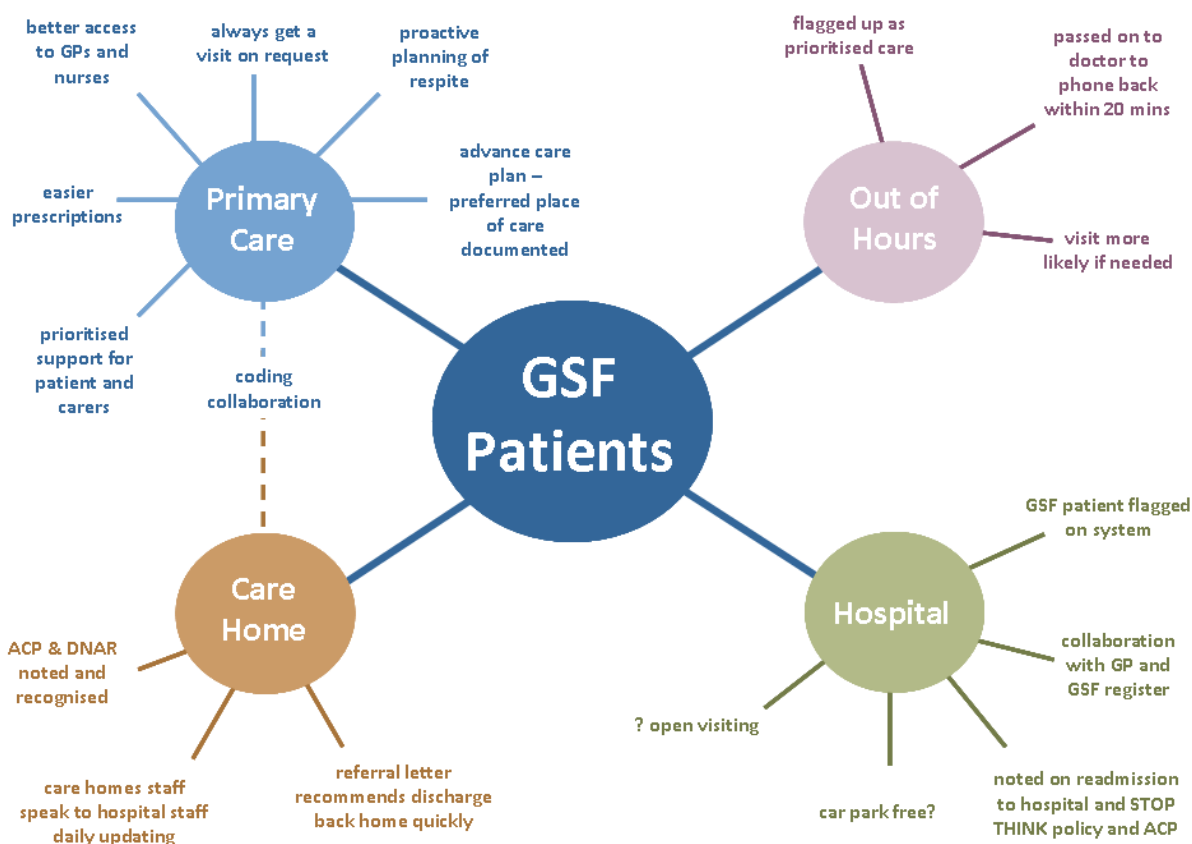 better access
to GPs and
nurses
always get a
visit on request
proactive
planning of
respite
easier
prescriptions
Primary
Care
advance care
plan –
preferred place
of care
documented
prioritised
support for
patient and
carers
coding
collaboration
flagged up as
prioritised care
passed on to
doctor to
phone back
within 20 mins
Out of
Hours
visit more
likely if needed
GSF
Patients
Care
Home
ACP & DNAR
noted and
recognised
care homes staff
speak to hospital staff
daily updating
referral letter
recommends discharge
back home quickly
Hospital
GSF patient flagged
on system
collaboration
with GP and
GSF register
? open visiting
car park free?
noted on readmission
to hospital and STOP
THINK policy and ACP